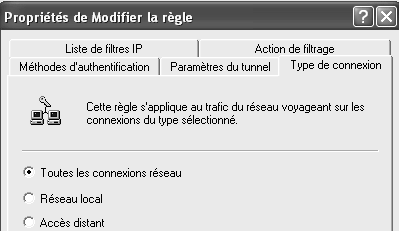 Propriétés de Modifier la règle
Liste de filtres IP
Action de filtrage
Méthodes d'authentification
Paramètres du tunnel
Type de connexion
Cette règle s'applique au trafic du réseau voyageant sur les
connexions du type sélectionné.
Toutes les connexions réseau
Réseau local
Accès distant